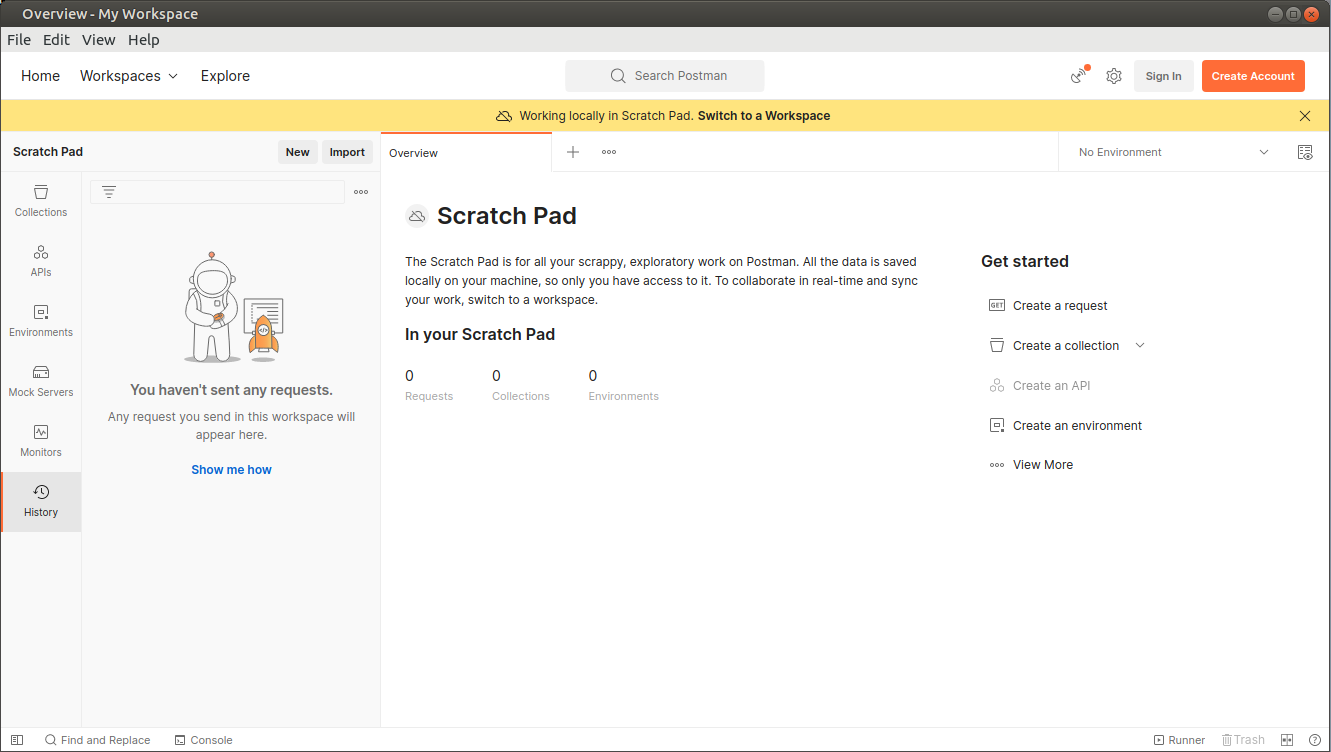 Overview - My Workspace
File Edit View Help
Home Workspaces Explore
Search Postman
Sign In
Create Account
Working locally in Scratch Pad. Switch to a Workspace
Scratch Pad
New
Import
Overview
No Environment
Collections
APIs
Environments
Mock Servers
Monitors
History
You haven't sent any requests.
Any request you send in this workspace will
appear here.
Show me how
Scratch Pad
The Scratch Pad is for all your scrappy, exploratory work on Postman. All the data is saved
locally on your machine, so only you have access to it. To collaborate in real-time and sync
your work, switch to a workspace.
In your Scratch Pad
0 0 0
Requests Collections Environments
Get started
GET Create a request
Create a collection
Create an API
Create an environment
View More
Find and Replace
Console
Runner
Trash